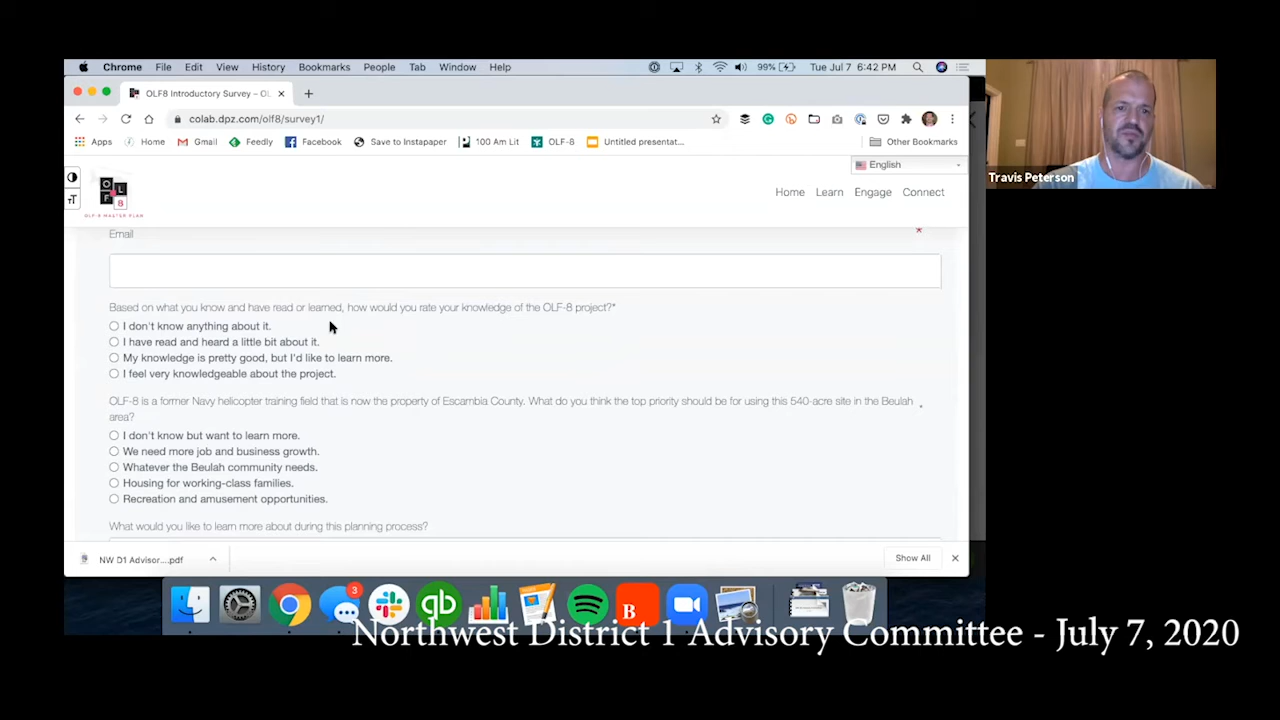 Chrome File Edit View History Bookmarks People Tab Window Help 99% Tue Jul 7 6:42 PM
OLF8 Introductory Survey – OL
colab.dpz.com/olf8/survey1/
Apps Home Gmail Feedly Facebook Save to Instapaper 100 Am Lit OLF-8 Untitled presentat... Other Bookmarks
English
Travis Peterson
O L
F 8
OLF-8 MASTER PLAN
Home Learn Engage Connect
Email *
Based on what you know and have read or learned, how would you rate your knowledge of the OLF-8 project?*
I don't know anything about it.
I have read and heard a little bit about it.
My knowledge is pretty good, but I'd like to learn more.
I feel very knowledgeable about the project.
OLF-8 is a former Navy helicopter training field that is now the property of Escambia County. What do you think the top priority should be for using this 540-acre site in the Beulah *
area?
I don't know but want to learn more.
We need more job and business growth.
Whatever the Beulah community needs.
Housing for working-class families.
Recreation and amusement opportunities.
What would you like to learn more about during this planning process?
NW D1 Advisor....pdf Show All
3
qb
B
Northwest District 1 Advisory Committee - July 7, 2020